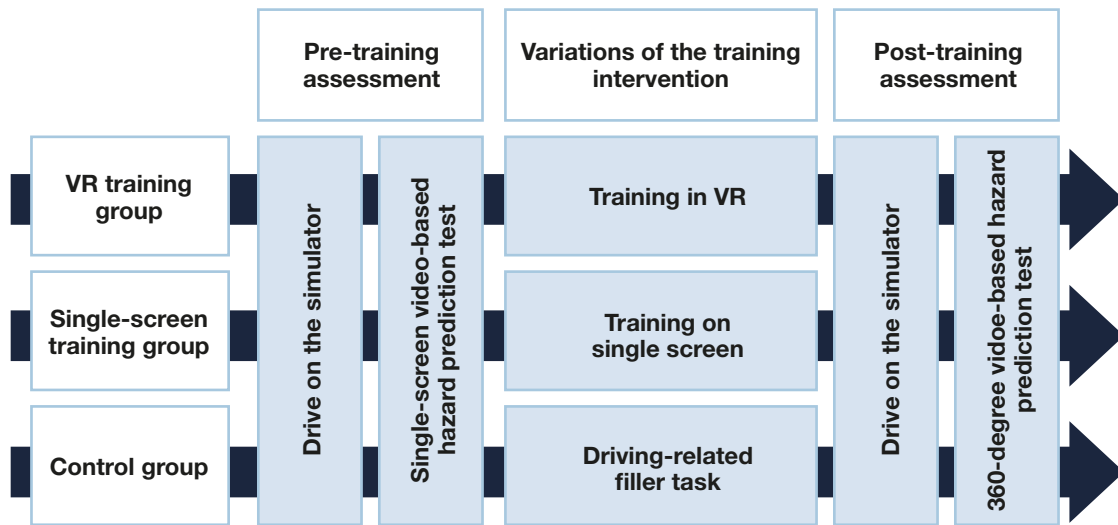 Pre-training
assessment
Variations of the training
intervention
Post-training
assessment
VR training
group
Single-screen
training group
Control group
Drive on the simulator
Single-screen video-based
hazard prediction test
Training in VR
Training on
single screen
Driving-related
filler task
Drive on the simulator
360-degree vidoe-based hazard
prediction test